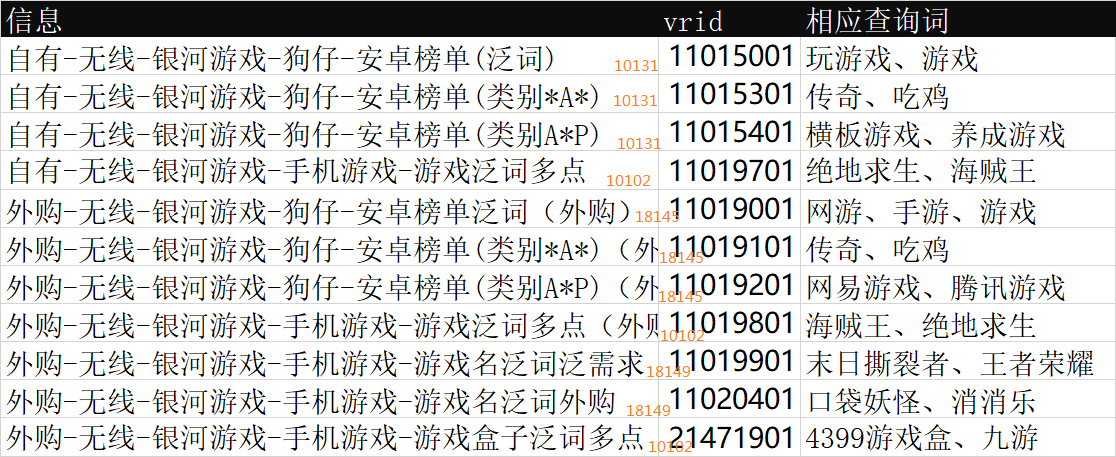 信息 vrid 相应查询词
自有-无线-银河游戏-狗仔-安卓榜单(泛词) 10131 11015001 玩游戏、游戏
自有-无线-银河游戏-狗仔-安卓榜单(类别*A*) 10131 11015301 传奇、吃鸡
自有-无线-银河游戏-狗仔-安卓榜单(类别A*P) 10131 11015401 横板游戏、养成游戏
自有-无线-银河游戏-手机游戏-游戏泛词多点 10102 11019701 绝地求生、海贼王
外购-无线-银河游戏-狗仔-安卓榜单泛词（外购） 18145 11019001 网游、手游、游戏
外购-无线-银河游戏-狗仔-安卓榜单(类别*A*)（外 18145 11019101 传奇、吃鸡
外购-无线-银河游戏-狗仔-安卓榜单(类别A*P)（外 18145 11019201 网易游戏、腾讯游戏
外购-无线-银河游戏-手机游戏-游戏泛词多点（外购 10102 11019801 海贼王、绝地求生
外购-无线-银河游戏-手机游戏-游戏名泛词泛需求 18149 11019901 末日撕裂者、王者荣耀
外购-无线-银河游戏-手机游戏-游戏名泛词外购 18149 11020401 口袋妖怪、消消乐
外购-无线-银河游戏-手机游戏-游戏盒子泛词多点 10102 21471901 4399游戏盒、九游